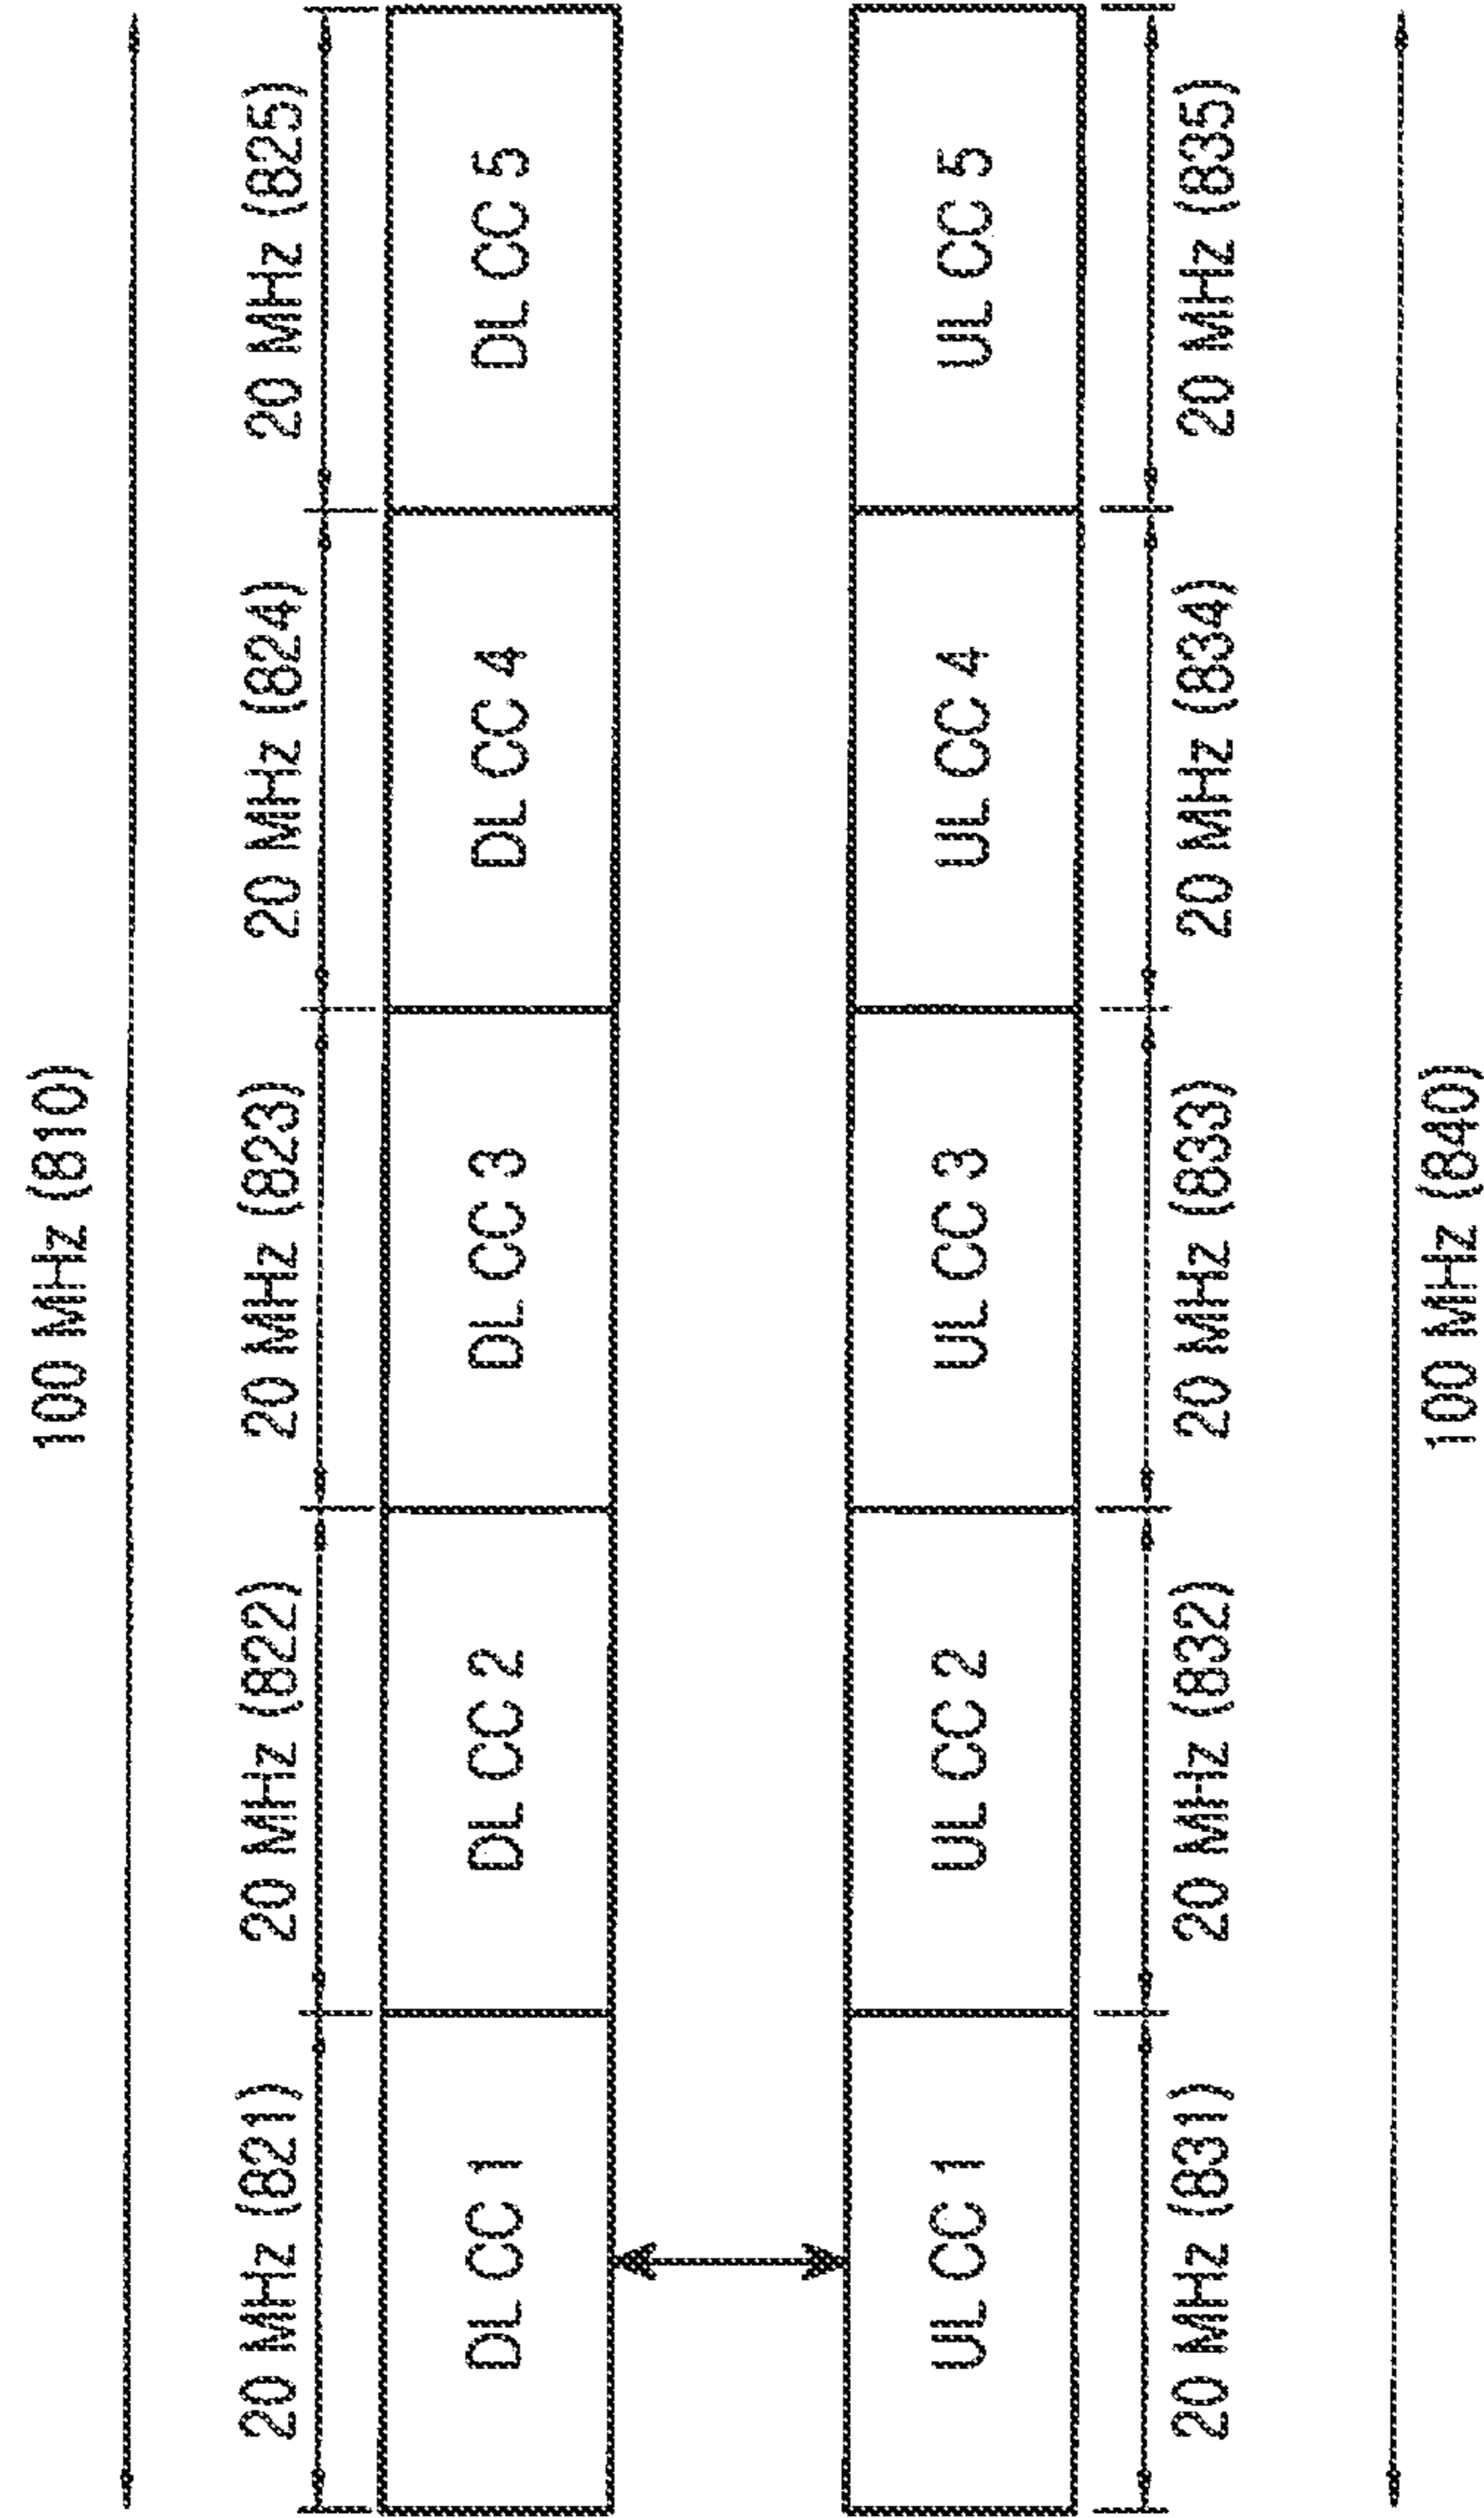 100 MHz (810)
20 MHz (821) 20 MHz (822) 20 MHz (823) 20 MHz (824) 20 MHz (825)
DL CC 1 DL CC 2 DL CC 3 DL CC 4 DL CC 5
UL CC 1 UL CC 2 UL CC 3 UL CC 4 UL CC 5
20 MHz (831) 20 MHz (832) 20 MHz (833) 20 MHz (834) 20 MHz (835)
100 MHz (840)